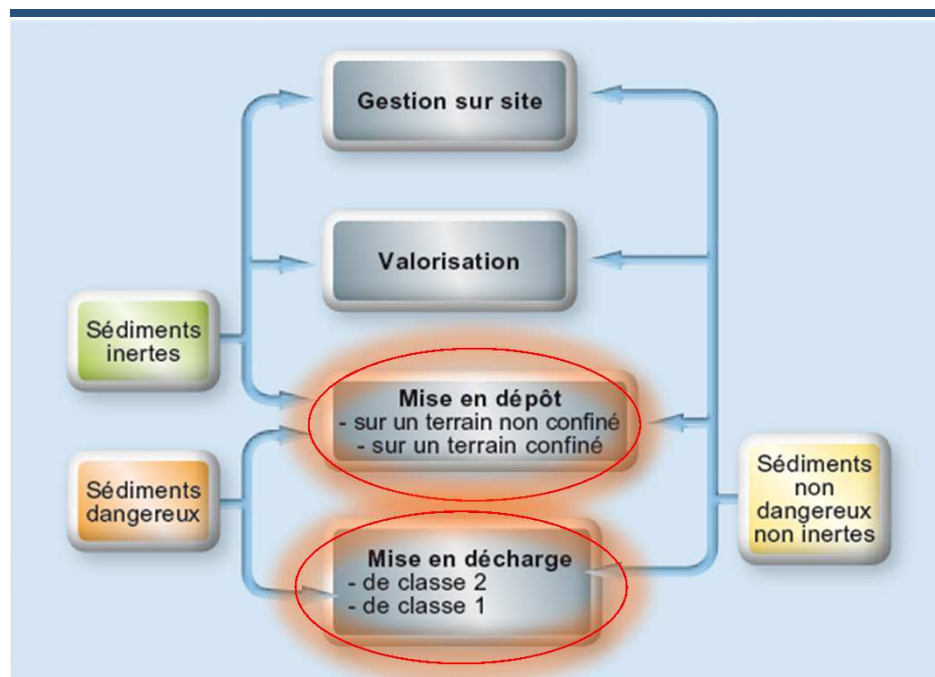 Gestion sur site
Valorisation
Sédiments
inertes
Mise en dépôt
- sur un terrain non confiné
- sur un terrain confiné
Sédiments
dangereux
Sédiments
non
dangereux
non inertes
Mise en décharge
- de classe 2
- de classe 1